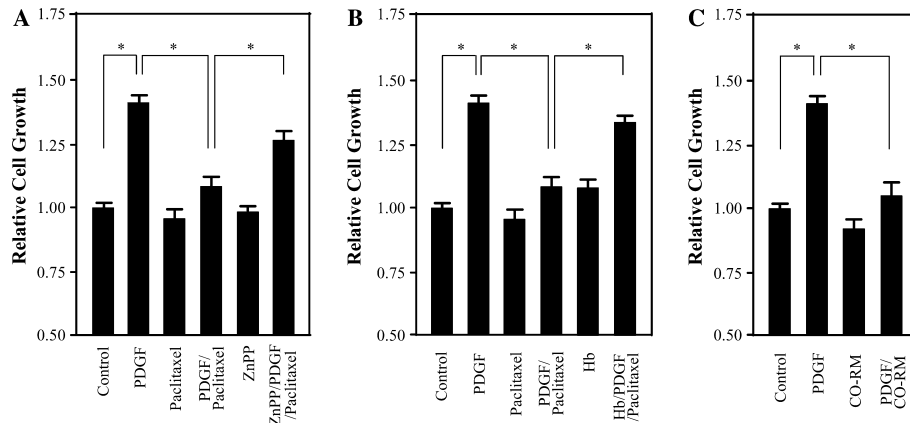 A
Relative Cell Growth
1.75
1.50
1.25
1.00
0.75
0.50
*
*
*
Control
PDGF
Paclitaxel
PDGF/
Paclitaxel
ZnPP
ZnPP/PDGF
/Paclitaxel
B
Relative Cell Growth
1.75
1.50
1.25
1.00
0.75
0.50
*
*
*
Control
PDGF
Paclitaxel
PDGF/
Paclitaxel
Hb
Hb/PDGF
/Paclitaxel
C
Relative Cell Growth
1.75
1.50
1.25
1.00
0.75
0.50
*
*
Control
PDGF
CO-RM
PDGF/
CO-RM